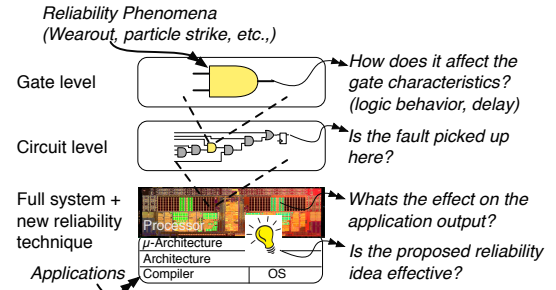 Reliability Phenomena
(Wearout, particle strike, etc.,)
Gate level
How does it affect the
gate characteristics?
(logic behavior, delay)
Circuit level
Is the fault picked up
here?
Full system +
new reliability
technique
Processor
μ-Architecture
Architecture
Compiler
OS
Whats the effect on the
application output?
Is the proposed reliability
idea effective?
Applications